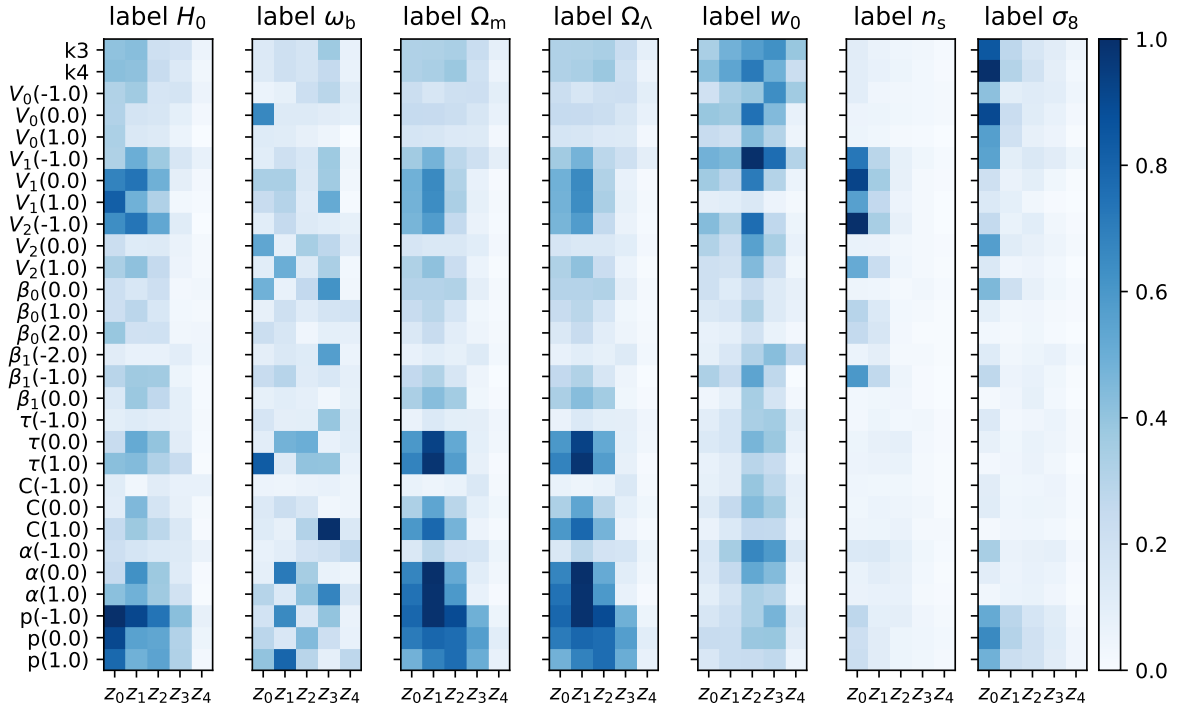 label H₀ label ωb label Ωm label ΩΛ label w₀ label ns label σ₈
k3
k4
V₀(-1.0)
V₀(0.0)
V₀(1.0)
V₁(-1.0)
V₁(0.0)
V₁(1.0)
V₂(-1.0)
V₂(0.0)
V₂(1.0)
β₀(0.0)
β₀(1.0)
β₀(2.0)
β₁(-2.0)
β₁(-1.0)
β₁(0.0)
τ(-1.0)
τ(0.0)
τ(1.0)
C(-1.0)
C(0.0)
C(1.0)
α(-1.0)
α(0.0)
α(1.0)
p(-1.0)
p(0.0)
p(1.0)
z₀z₁z₂z₃z₄ z₀z₁z₂z₃z₄ z₀z₁z₂z₃z₄ z₀z₁z₂z₃z₄ z₀z₁z₂z₃z₄ z₀z₁z₂z₃z₄ z₀z₁z₂z₃z₄
1.0
0.8
0.6
0.4
0.2
0.0